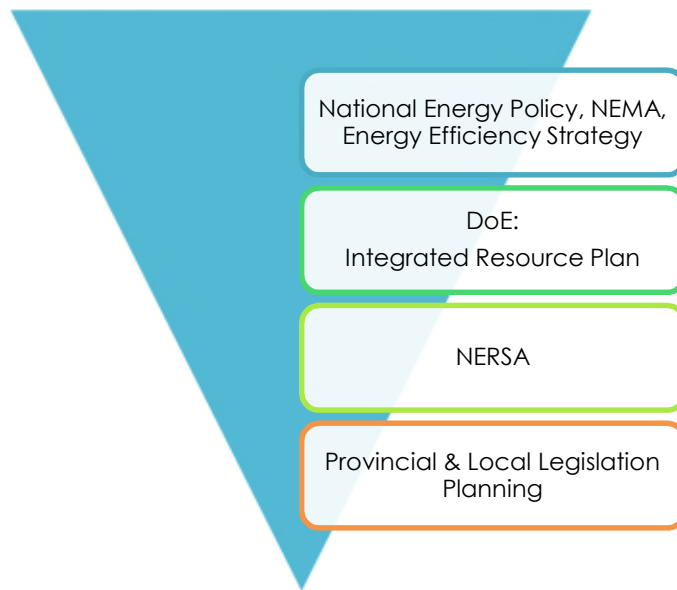 National Energy Policy, NEMA,
Energy Efficiency Strategy
DoE:
Integrated Resource Plan
NERSA
Provincial & Local Legislation
Planning